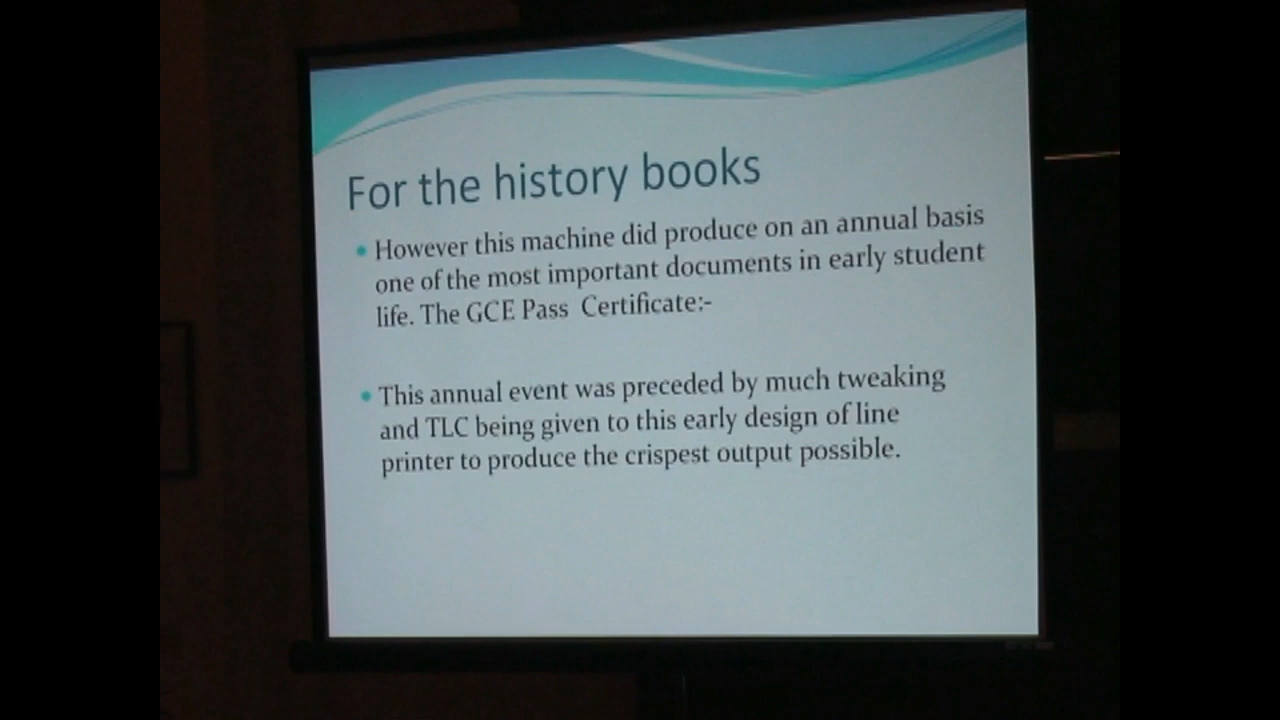 For the history books
• However this machine did produce on an annual basis
one of the most important documents in early student
life. The GCE Pass  Certificate:-
• This annual event was preceded by much tweaking
and TLC being given to this early design of line
printer to produce the crispest output possible.